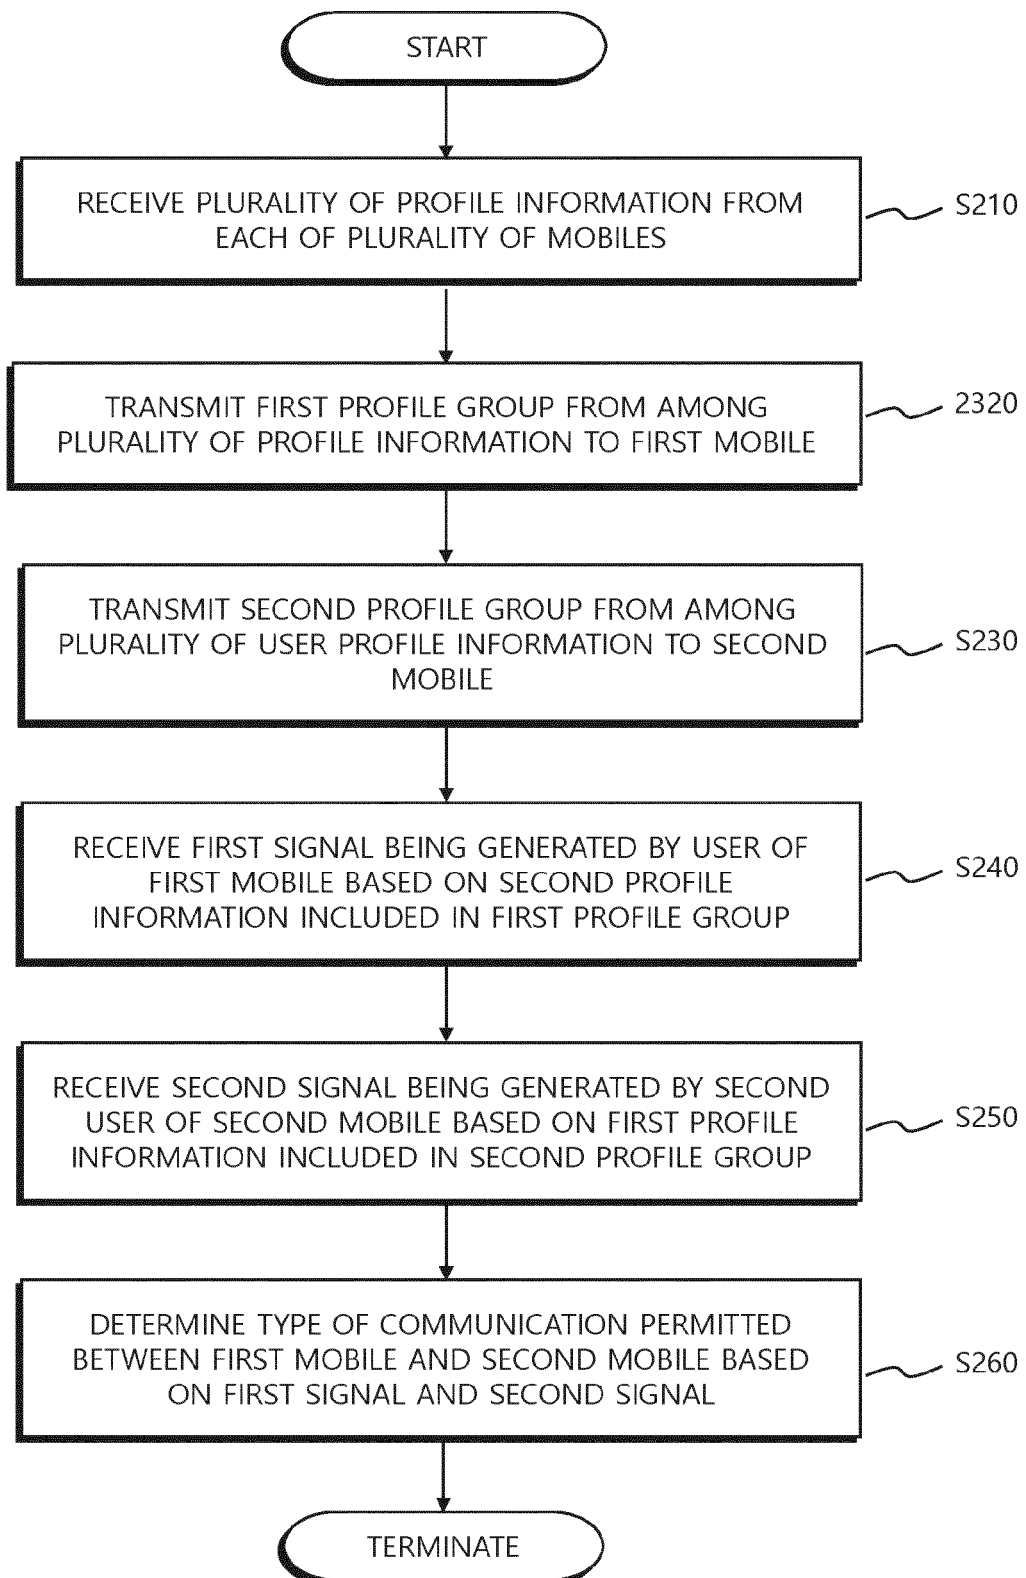 START
RECEIVE PLURALITY OF PROFILE INFORMATION FROM
EACH OF PLURALITY OF MOBILES
S210
TRANSMIT FIRST PROFILE GROUP FROM AMONG
PLURALITY OF PROFILE INFORMATION TO FIRST MOBILE
2320
TRANSMIT SECOND PROFILE GROUP FROM AMONG
PLURALITY OF USER PROFILE INFORMATION TO SECOND
MOBILE
S230
RECEIVE FIRST SIGNAL BEING GENERATED BY USER OF
FIRST MOBILE BASED ON SECOND PROFILE
INFORMATION INCLUDED IN FIRST PROFILE GROUP
S240
RECEIVE SECOND SIGNAL BEING GENERATED BY SECOND
USER OF SECOND MOBILE BASED ON FIRST PROFILE
INFORMATION INCLUDED IN SECOND PROFILE GROUP
S250
DETERMINE TYPE OF COMMUNICATION PERMITTED
BETWEEN FIRST MOBILE AND SECOND MOBILE BASED
ON FIRST SIGNAL AND SECOND SIGNAL
S260
TERMINATE